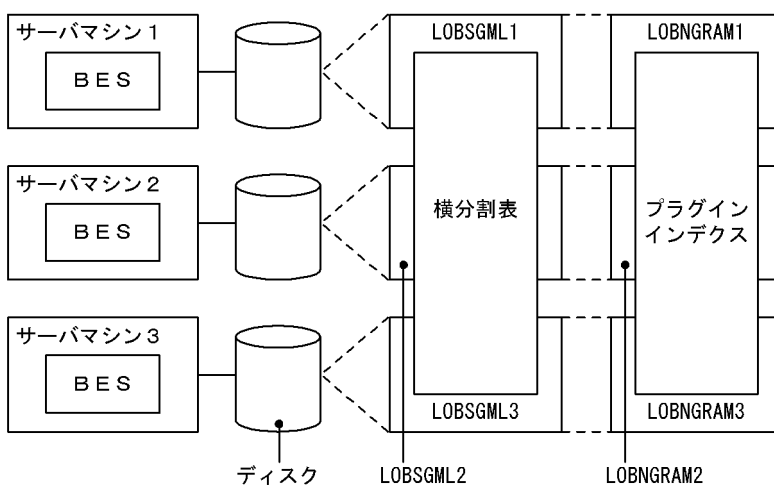 サーバマシン1
BES
LOBSGML1
LOBNGRAM1
サーバマシン2
BES
横分割表
プラグイン
インデクス
サーバマシン3
BES
LOBSGML3
LOBNGRAM3
ディスク
LOBSGML2
LOBNGRAM2